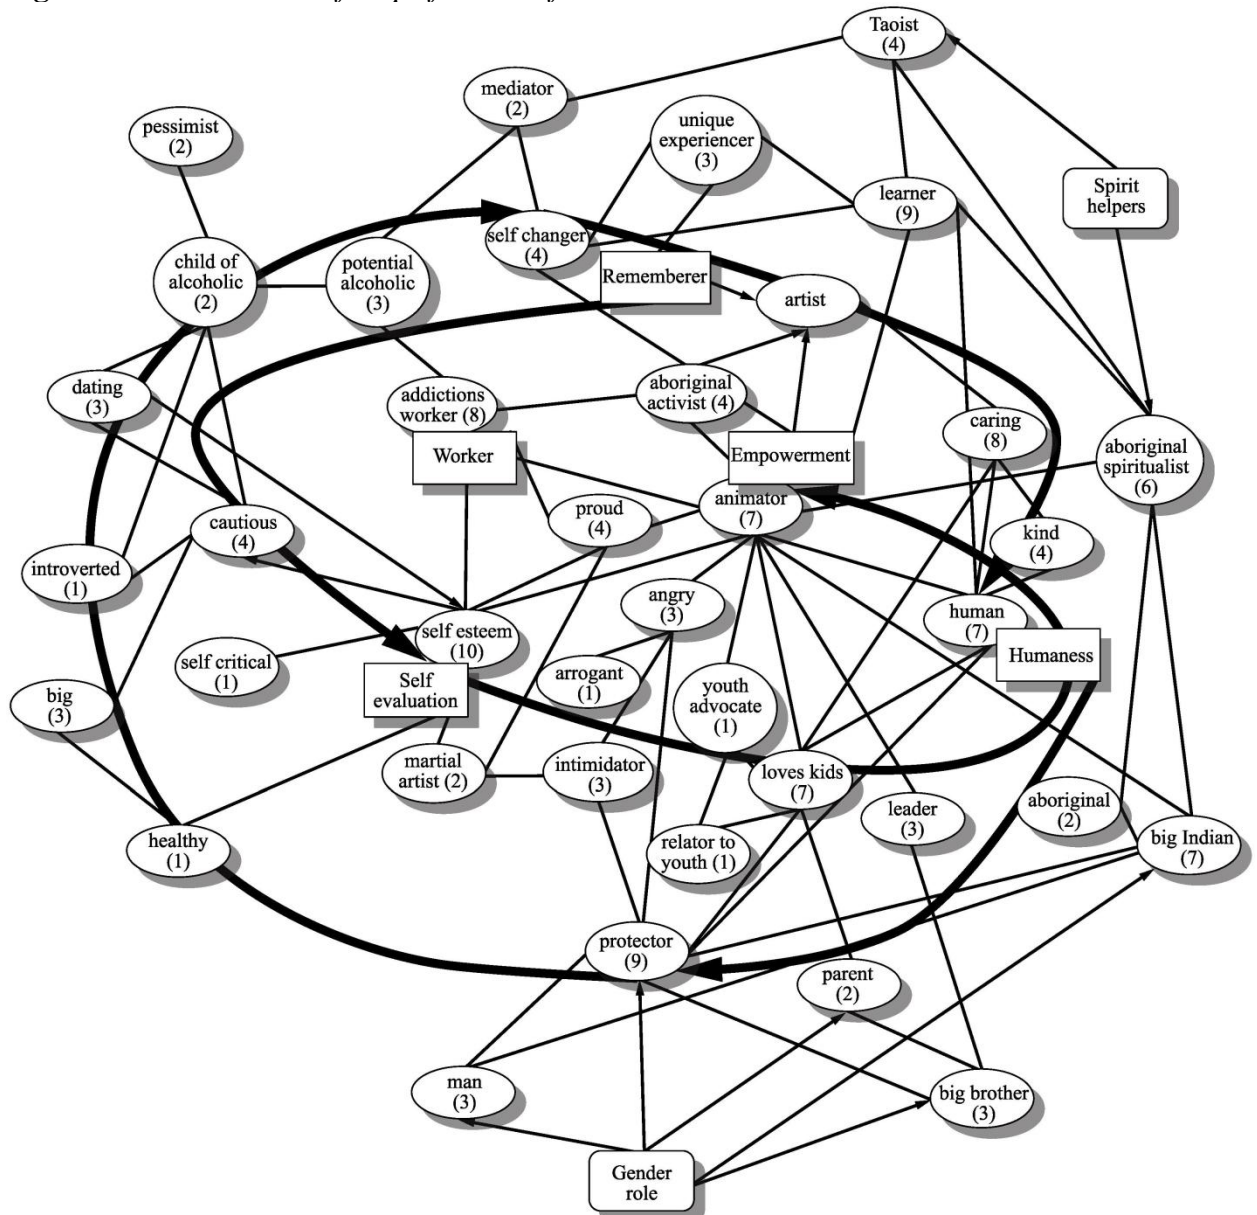 Taoist
(4)
mediator
(2)
unique
experiencer
(3)
pessimist
(2)
Spirit
helpers
learner
(9)
self changer
(4)
child of
alcoholic
(2)
potential
alcoholic
(3)
Rememberer
artist
dating
(3)
addictions
worker (8)
aboriginal
activist (4)
caring
(8)
Worker
Empowerment
aboriginal
spiritualist
(6)
cautious
(4)
proud
(4)
animator
(7)
kind
(4)
introverted
(1)
angry
(3)
human
(7)
self esteem
(10)
Humaness
self critical
(1)
arrogant
(1)
youth
advocate
(1)
Self
evaluation
big
(3)
martial
artist (2)
intimidator
(3)
loves kids
(7)
leader
(3)
aboriginal
(2)
big Indian
(7)
healthy
(1)
relator to
youth (1)
protector
(9)
parent
(2)
man
(3)
big brother
(3)
Gender
role